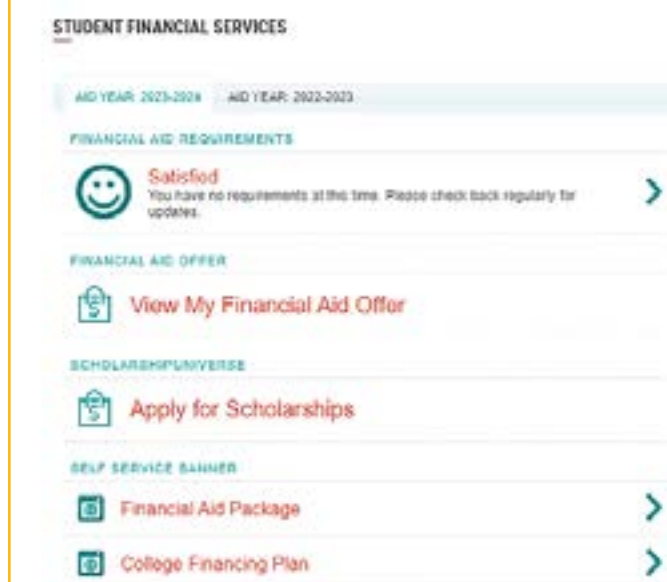 STUDENT FINANCIAL SERVICES
AID YEAR: 2023-2024 AID YEAR: 2022-2023
FINANCIAL AID REQUIREMENTS
Satisfied
You have no requirements at this time. Please check back regularly for
updates.
FINANCIAL AID OFFER
View My Financial Aid Offer
SCHOLARSHIPUNIVERSE
Apply for Scholarships
SELF SERVICE BANNER
Financial Aid Package
College Financing Plan